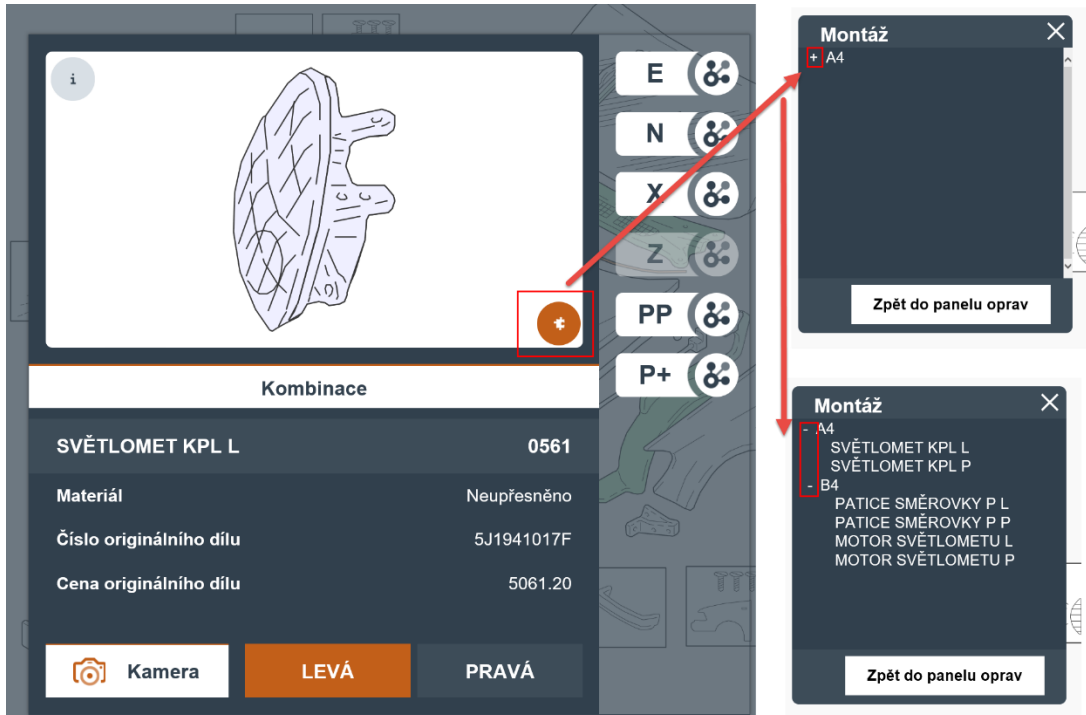 i
E
N
X
Z
PP
P+
Kombinace
SVĚTLOMET KPL L 0561
Materiál Neupřesněno
Číslo originálního dílu 5J1941017F
Cena originálního dílu 5061.20
Kamera LEVÁ PRAVÁ
Montáž
+ A4
Zpět do panelu oprav
Montáž
- A4
SVĚTLOMET KPL L
SVĚTLOMET KPL P
- B4
PATICE SMĚROVKY P L
PATICE SMĚROVKY P P
MOTOR SVĚTLOMETU L
MOTOR SVĚTLOMETU P
Zpět do panelu oprav